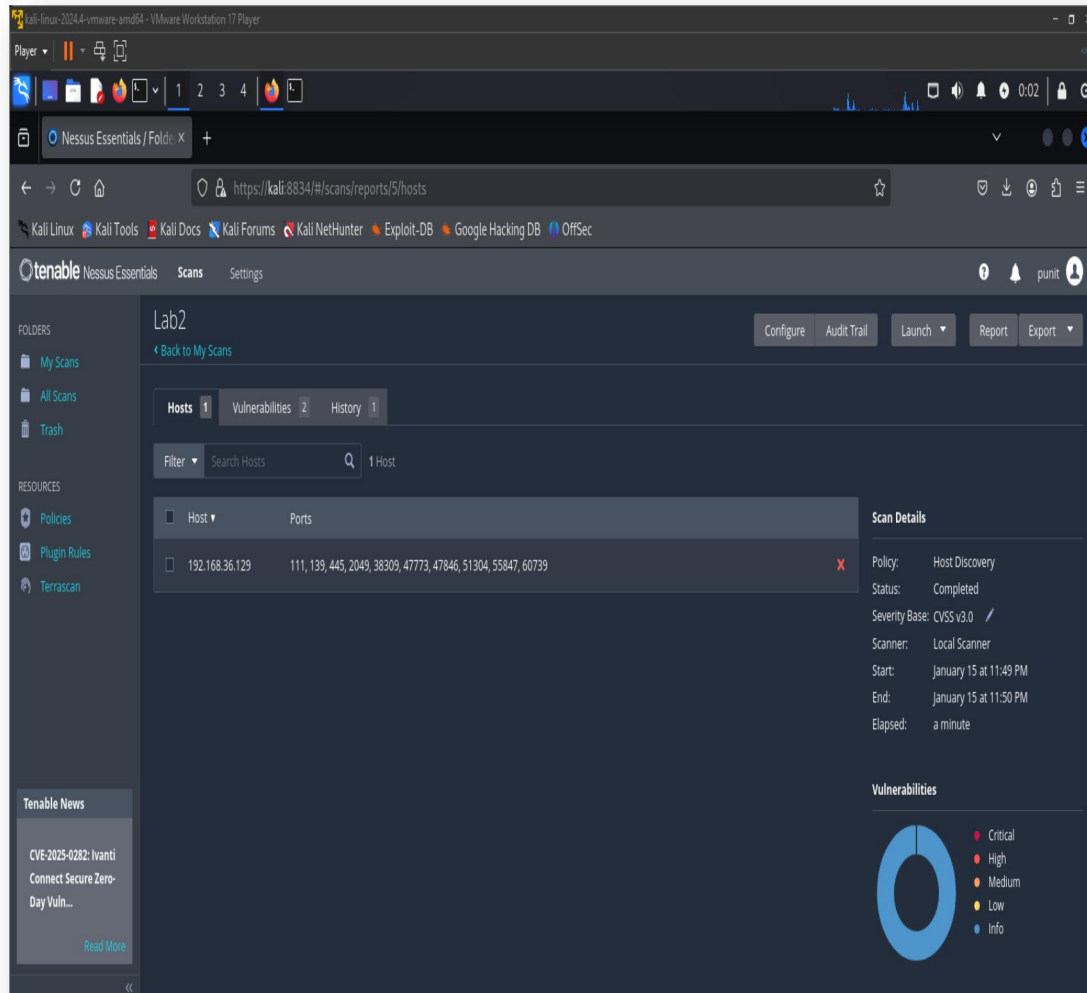 kali-linux-2024.4-vmware-amd64 - VMware Workstation 17 Player
Player
1 2 3 4
0:02
Nessus Essentials / Folde
https://kali:8834/#/scans/reports/5/hosts
Kali Linux Kali Tools Kali Docs Kali Forums Kali NetHunter Exploit-DB Google Hacking DB OffSec
tenable Nessus Essentials Scans Settings punit
FOLDERS
My Scans
All Scans
Trash
RESOURCES
Policies
Plugin Rules
Terrascan
Tenable News
CVE-2025-0282: Ivanti
Connect Secure Zero-
Day Vuln...
Read More
Lab2
Back to My Scans
Configure Audit Trail Launch Report Export
Hosts 1 Vulnerabilities 2 History 1
Filter Search Hosts 1 Host
Host Ports
192.168.36.129 111, 139, 445, 2049, 38309, 47773, 47846, 51304, 55847, 60739
Scan Details
Policy: Host Discovery
Status: Completed
Severity Base: CVSS v3.0
Scanner: Local Scanner
Start: January 15 at 11:49 PM
End: January 15 at 11:50 PM
Elapsed: a minute
Vulnerabilities
Critical
High
Medium
Low
Info